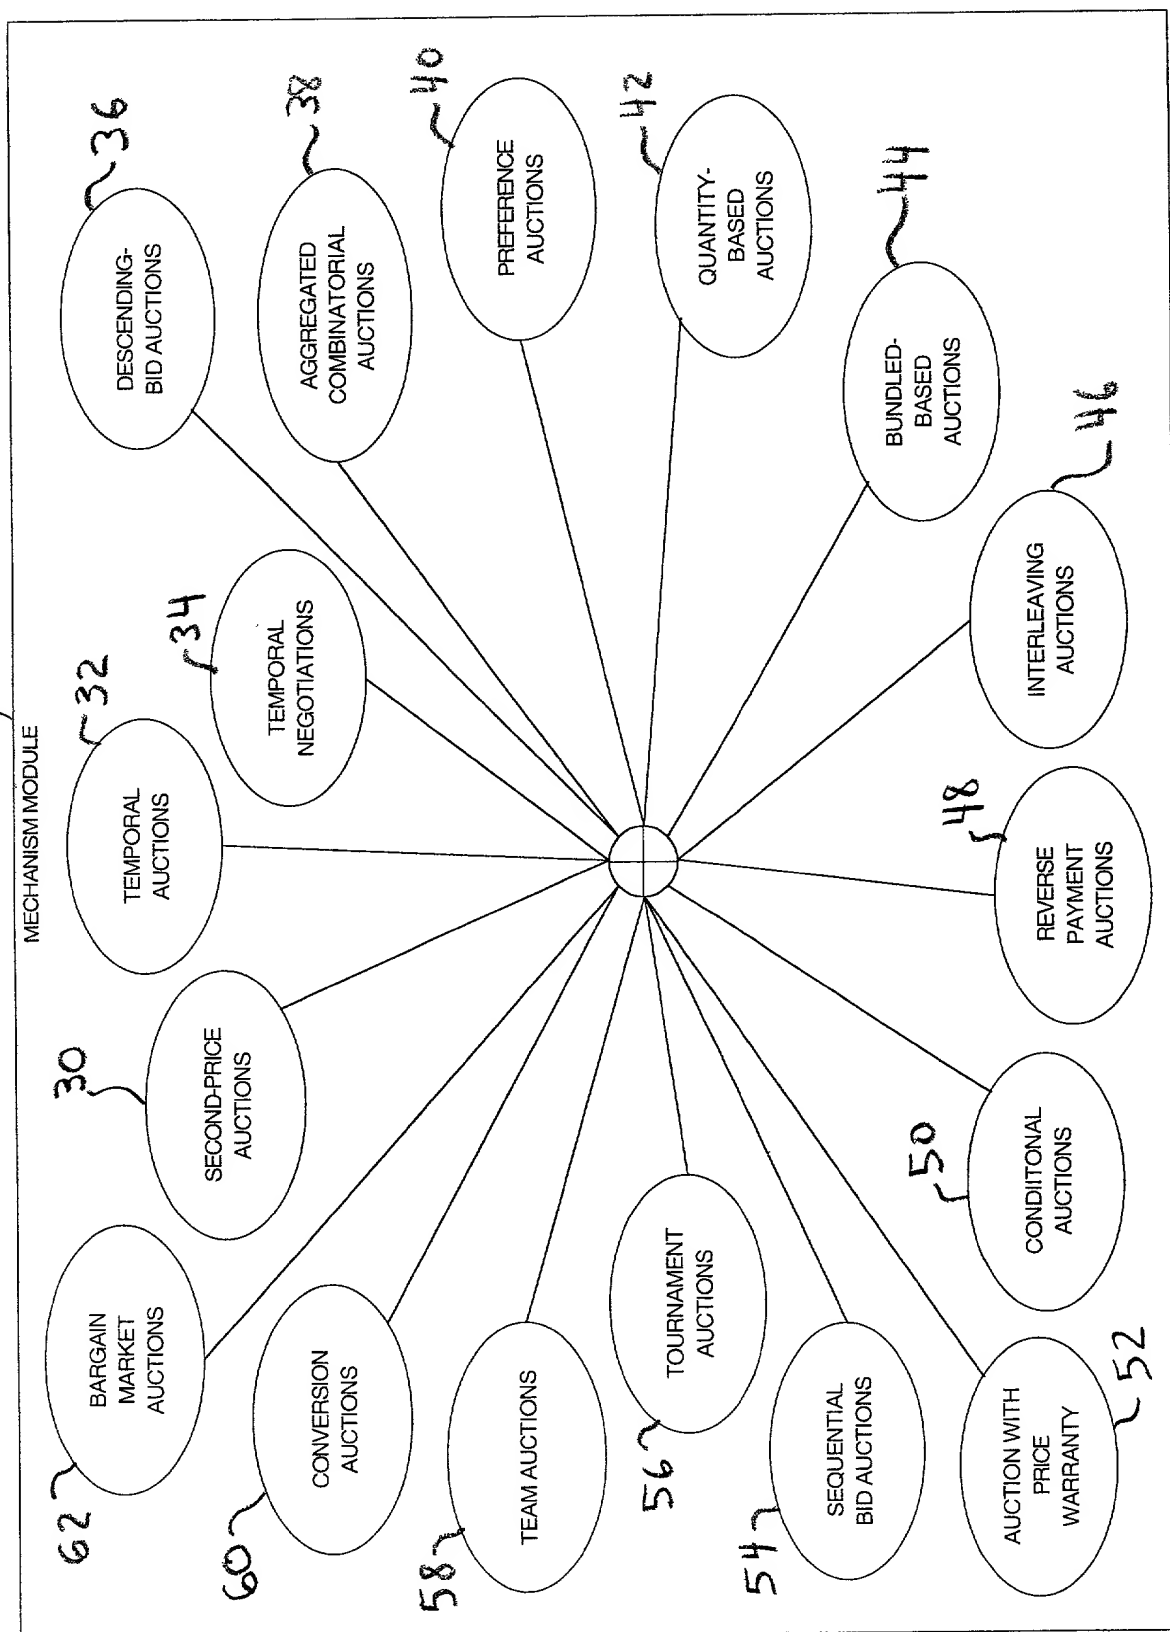 MECHANISM MODULE
62
BARGAIN
MARKET
AUCTIONS
30
SECOND-PRICE
AUCTIONS
32
TEMPORAL
AUCTIONS
34
TEMPORAL
NEGOTIATIONS
36
DESCENDING-
BID AUCTIONS
38
AGGREGATED
COMBINATORIAL
AUCTIONS
40
PREFERENCE
AUCTIONS
42
QUANTITY-
BASED
AUCTIONS
44
BUNDLED-
BASED
AUCTIONS
46
INTERLEAVING
AUCTIONS
48
REVERSE
PAYMENT
AUCTIONS
50
CONDIITONAL
AUCTIONS
52
AUCTION WITH
PRICE
WARRANTY
54
SEQUENTIAL
BID AUCTIONS
56
TOURNAMENT
AUCTIONS
58
TEAM AUCTIONS
60
CONVERSION
AUCTIONS